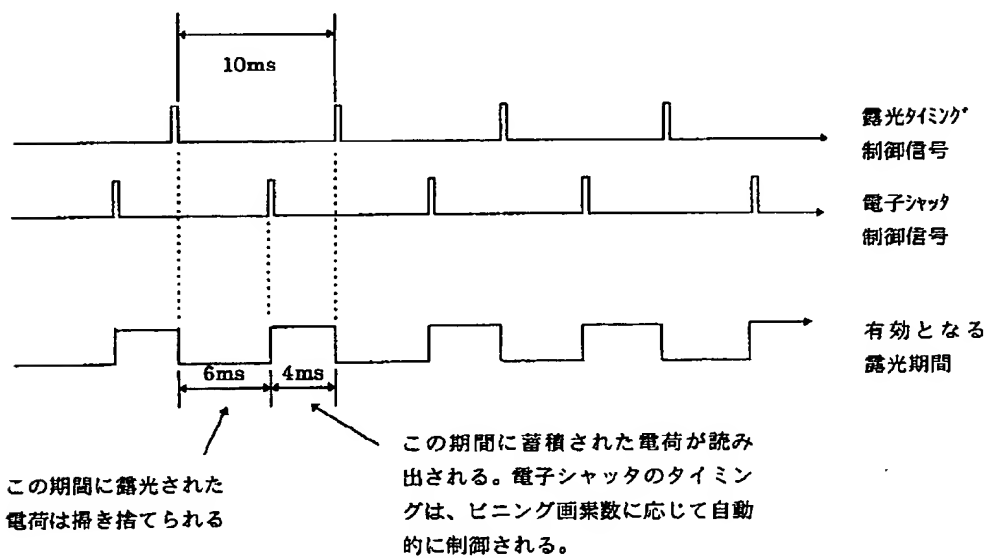 10ms
露光タイミング
制御信号
電子シャッタ
制御信号
有効となる
露光期間
6ms
4ms
この期間に露光された
電荷は掃き捨てられる
この期間に蓄積された電荷が読み
出される。電子シャッタのタイミン
グは、ビニング画素数に応じて自動
的に制御される。